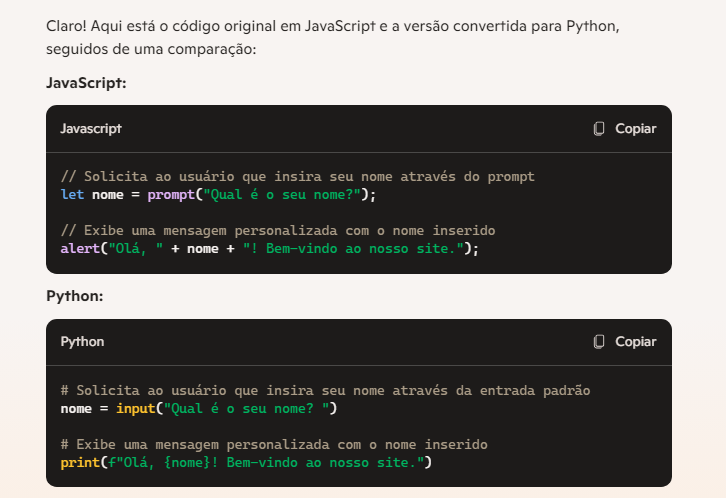 Claro! Aqui está o código original em JavaScript e a versão convertida para Python,
seguidos de uma comparação:
JavaScript:
Javascript
Copiar
// Solicita ao usuário que insira seu nome através do prompt
let nome = prompt("Qual é o seu nome?");
// Exibe uma mensagem personalizada com o nome inserido
alert("Olá, " + nome + "! Bem-vindo ao nosso site.");
Python:
Python
Copiar
# Solicita ao usuário que insira seu nome através da entrada padrão
nome = input("Qual é o seu nome? ")
# Exibe uma mensagem personalizada com o nome inserido
print(f"Olá, {nome}! Bem-vindo ao nosso site.")